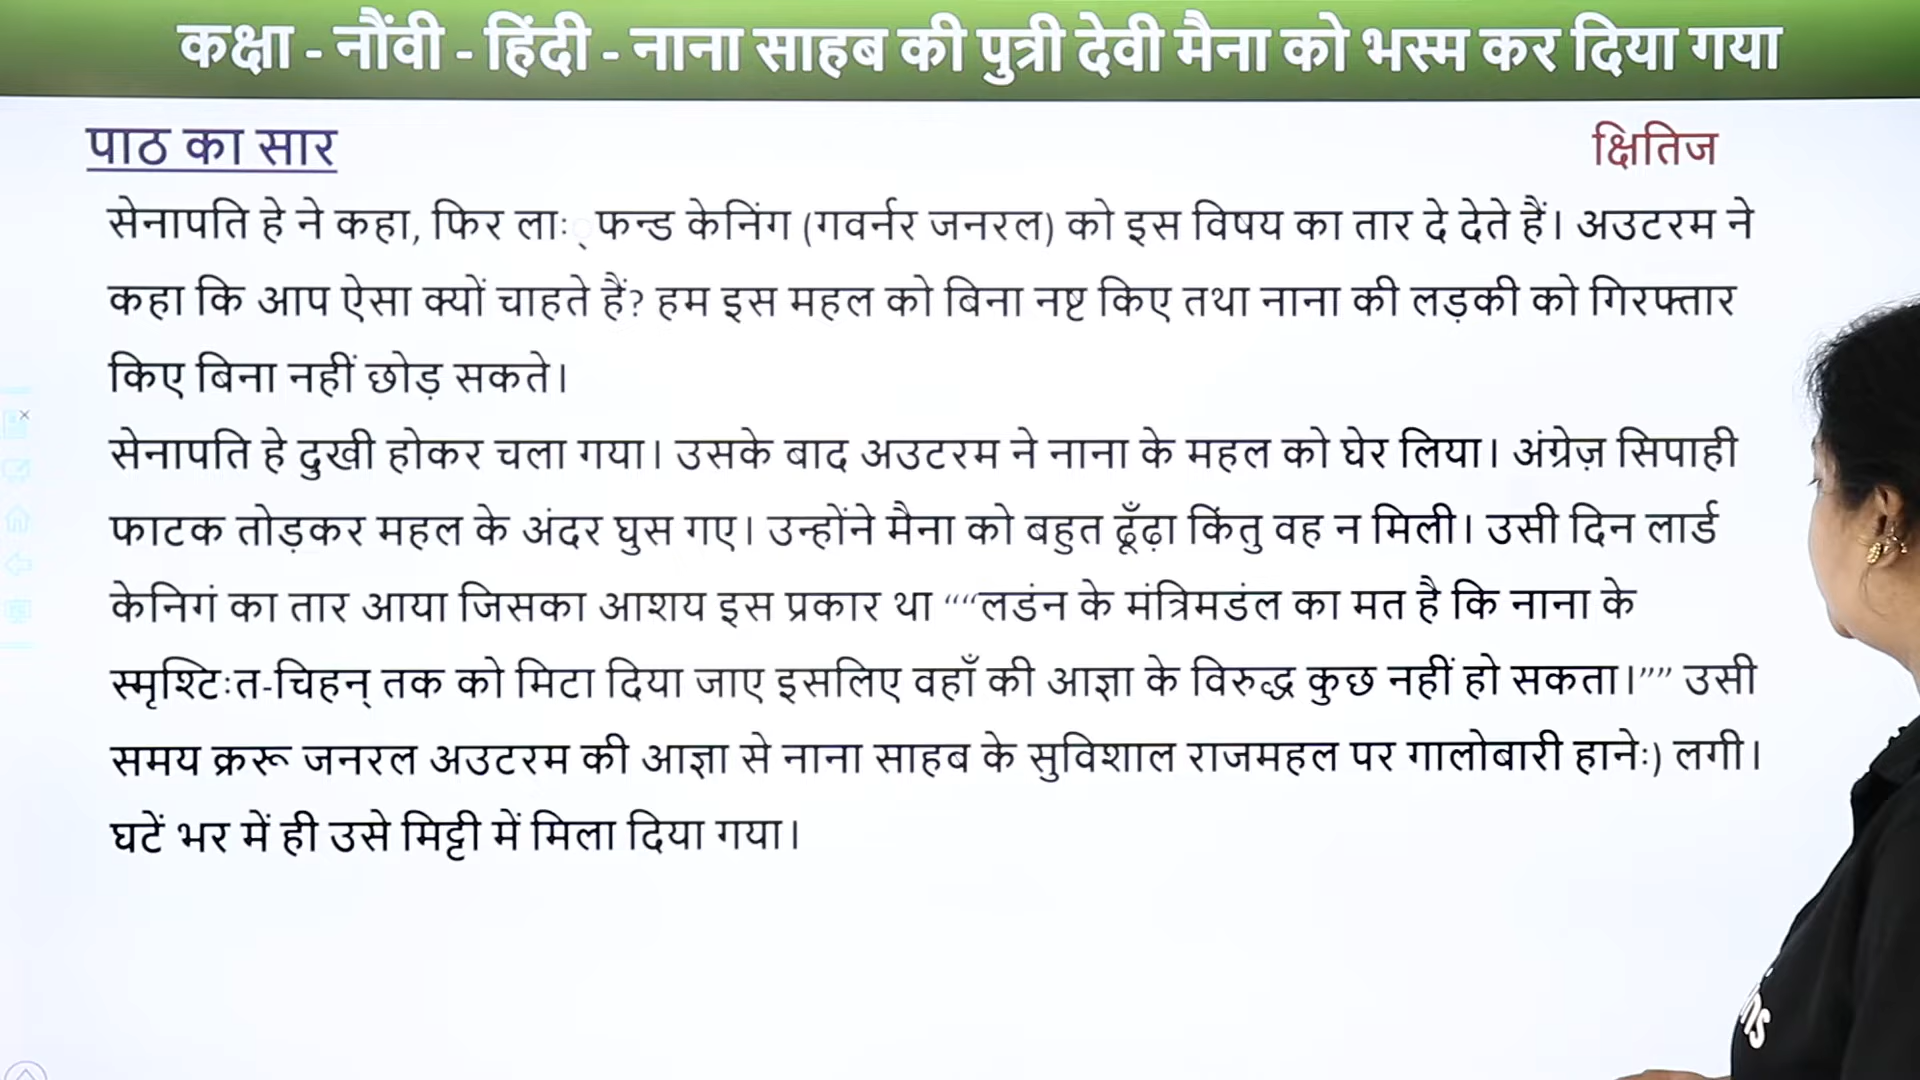 कक्षा - नौंवी - हिंदी - नाना साहब की पुत्री देवी मैना को भस्म कर दिया गया
पाठ का सार
क्षितिज
सेनापति हे ने कहा, फिर लाः् फन्ड केनिंग (गवर्नर जनरल) को इस विषय का तार दे देते हैं। अउटरम ने
कहा कि आप ऐसा क्यों चाहते हैं? हम इस महल को बिना नष्ट किए तथा नाना की लड़की को गिरफ्तार
किए बिना नहीं छोड़ सकते।
सेनापति हे दुखी होकर चला गया। उसके बाद अउटरम ने नाना के महल को घेर लिया। अंग्रेज़ सिपाही
फाटक तोड़कर महल के अंदर घुस गए। उन्होंने मैना को बहुत ढूँढ़ा किंतु वह न मिली। उसी दिन लार्ड
केनिगं का तार आया जिसका आशय इस प्रकार था ““लडंन के मंत्रिमडंल का मत है कि नाना के
स्मृश्टिःत-चिहन् तक को मिटा दिया जाए इसलिए वहाँ की आज्ञा के विरुद्ध कुछ नहीं हो सकता।”” उसी
समय क्ररू जनरल अउटरम की आज्ञा से नाना साहब के सुविशाल राजमहल पर गालोबारी हानेः) लगी।
घटें भर में ही उसे मिट्टी में मिला दिया गया।